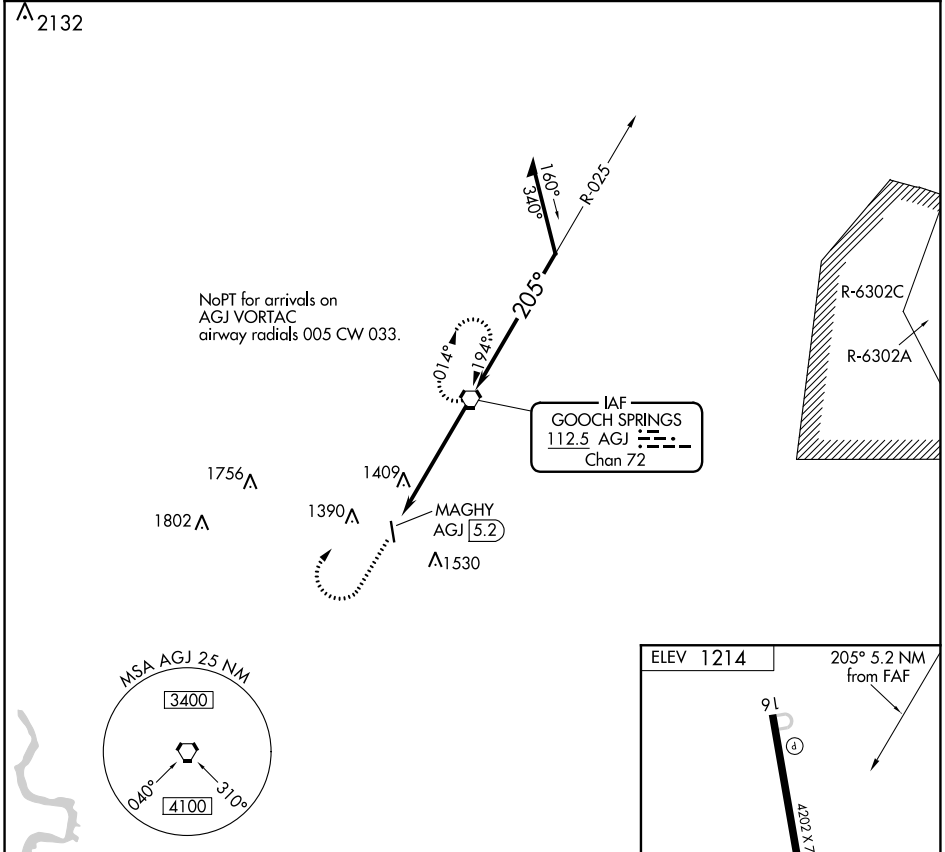 2132
160°
340°
R-025
205°
NoPT for arrivals on
AGJ VORTAC
airway radials 005 CW 033.
014°
194°
R-6302C
R-6302A
IAF
GOOCH SPRINGS
112.5 AGJ
Chan 72
1756
1409
1802
1390
MAGHY
AGJ 5.2
1530
MSA AGJ 25 NM
3400
040°
310°
4100
ELEV 1214
205° 5.2 NM
from FAF
16
P
4202 X 7